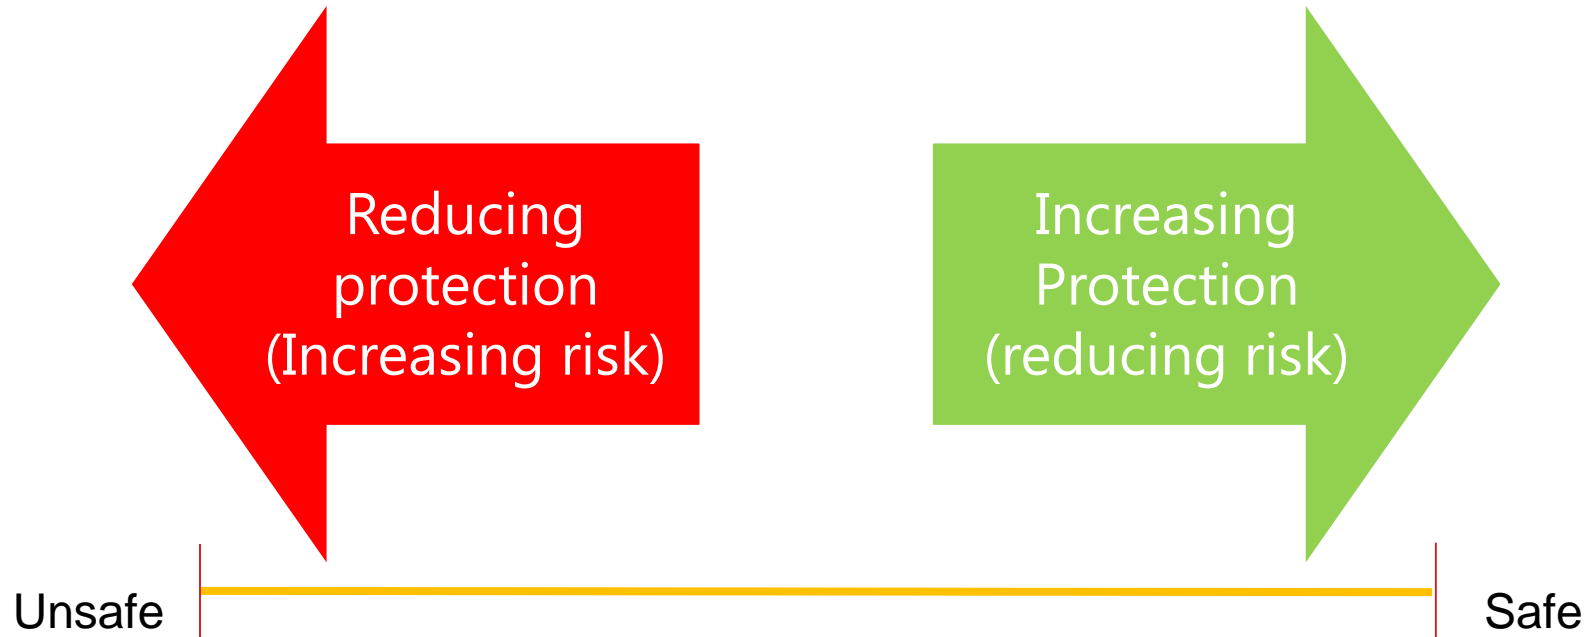 Reducing
protection
(Increasing risk)
Increasing
Protection
(reducing risk)
Unsafe
Safe